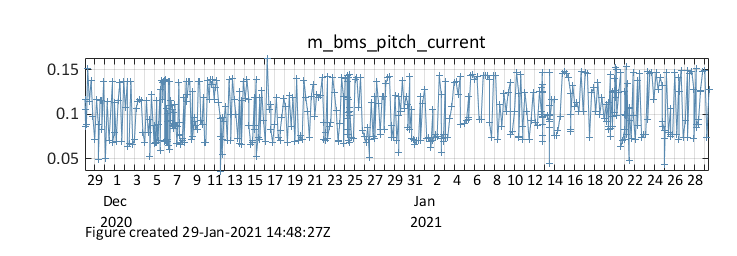 m_bms_pitch_current
0.15
0.1
0.05
29 1 3 5 7 9 11 13 15 17 19 21 23 25 27 29 31 2 4 6 8 10 12 14 16 18 20 22 24 26 28
Dec Jan
2020 2021
Figure created 29-Jan-2021 14:48:27Z